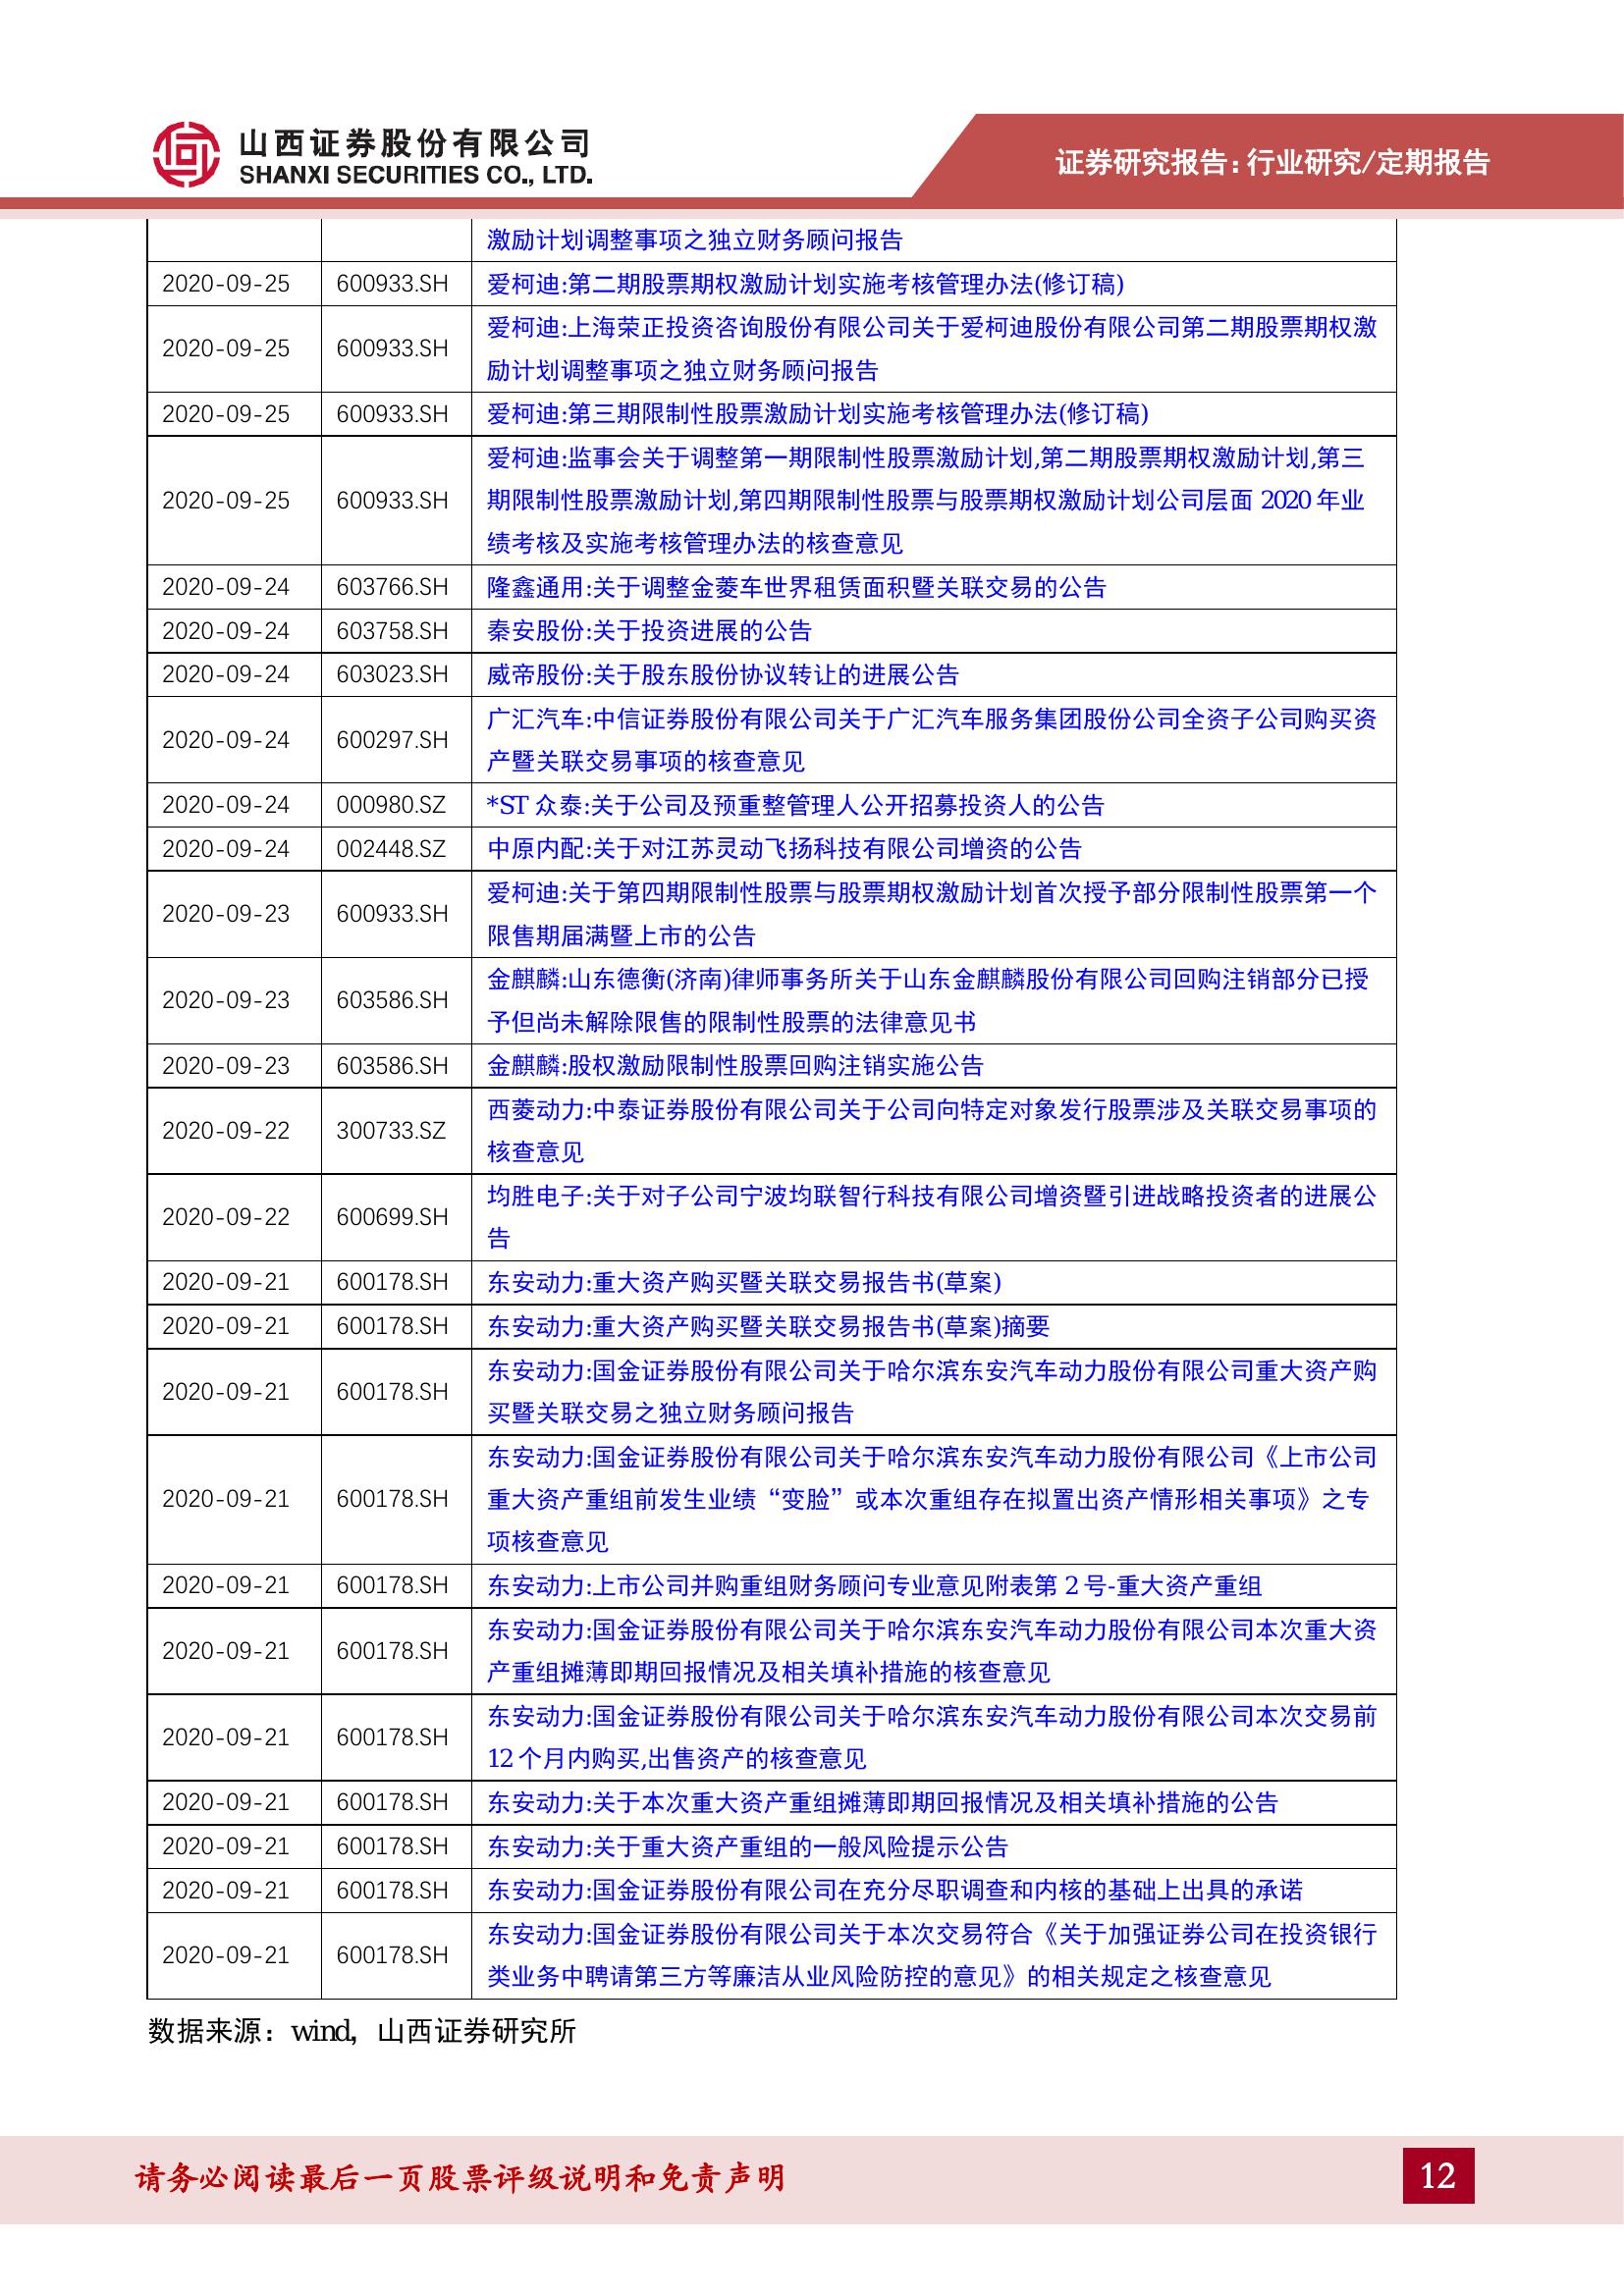 山西证券股份有限公司
SHANXI SECURITIES CO., LTD.
证券研究报告:行业研究/定期报告
激励计划调整事项之独立财务顾问报告
2020-09-25 600933.SH 爱柯迪:第二期股票期权激励计划实施考核管理办法(修订稿)
2020-09-25 600933.SH 爱柯迪:上海荣正投资咨询股份有限公司关于爱柯迪股份有限公司第二期股票期权激
励计划调整事项之独立财务顾问报告
2020-09-25 600933.SH 爱柯迪:第三期限制性股票激励计划实施考核管理办法(修订稿)
2020-09-25 600933.SH 爱柯迪:监事会关于调整第一期限制性股票激励计划,第二期股票期权激励计划,第三
期限制性股票激励计划,第四期限制性股票与股票期权激励计划公司层面 2020 年业
绩考核及实施考核管理办法的核查意见
2020-09-24 603766.SH 隆鑫通用:关于调整金菱车世界租赁面积暨关联交易的公告
2020-09-24 603758.SH 秦安股份:关于投资进展的公告
2020-09-24 603023.SH 威帝股份:关于股东股份协议转让的进展公告
2020-09-24 600297.SH 广汇汽车:中信证券股份有限公司关于广汇汽车服务集团股份公司全资子公司购买资
产暨关联交易事项的核查意见
2020-09-24 000980.SZ *ST 众泰:关于公司及预重整管理人公开招募投资人的公告
2020-09-24 002448.SZ 中原内配:关于对江苏灵动飞扬科技有限公司增资的公告
2020-09-23 600933.SH 爱柯迪:关于第四期限制性股票与股票期权激励计划首次授予部分限制性股票第一个
限售期届满暨上市的公告
2020-09-23 603586.SH 金麒麟:山东德衡(济南)律师事务所关于山东金麒麟股份有限公司回购注销部分已授
予但尚未解除限售的限制性股票的法律意见书
2020-09-23 603586.SH 金麒麟:股权激励限制性股票回购注销实施公告
2020-09-22 300733.SZ 西菱动力:中泰证券股份有限公司关于公司向特定对象发行股票涉及关联交易事项的
核查意见
2020-09-22 600699.SH 均胜电子:关于对子公司宁波均联智行科技有限公司增资暨引进战略投资者的进展公
告
2020-09-21 600178.SH 东安动力:重大资产购买暨关联交易报告书(草案)
2020-09-21 600178.SH 东安动力:重大资产购买暨关联交易报告书(草案)摘要
2020-09-21 600178.SH 东安动力:国金证券股份有限公司关于哈尔滨东安汽车动力股份有限公司重大资产购
买暨关联交易之独立财务顾问报告
2020-09-21 600178.SH 东安动力:国金证券股份有限公司关于哈尔滨东安汽车动力股份有限公司《上市公司
重大资产重组前发生业绩“变脸”或本次重组存在拟置出资产情形相关事项》之专
项核查意见
2020-09-21 600178.SH 东安动力:上市公司并购重组财务顾问专业意见附表第 2 号-重大资产重组
2020-09-21 600178.SH 东安动力:国金证券股份有限公司关于哈尔滨东安汽车动力股份有限公司本次重大资
产重组摊薄即期回报情况及相关填补措施的核查意见
2020-09-21 600178.SH 东安动力:国金证券股份有限公司关于哈尔滨东安汽车动力股份有限公司本次交易前
12 个月内购买,出售资产的核查意见
2020-09-21 600178.SH 东安动力:关于本次重大资产重组摊薄即期回报情况及相关填补措施的公告
2020-09-21 600178.SH 东安动力:关于重大资产重组的一般风险提示公告
2020-09-21 600178.SH 东安动力:国金证券股份有限公司在充分尽职调查和内核的基础上出具的承诺
2020-09-21 600178.SH 东安动力:国金证券股份有限公司关于本次交易符合《关于加强证券公司在投资银行
类业务中聘请第三方等廉洁从业风险防控的意见》的相关规定之核查意见
数据来源：wind，山西证券研究所
请务必阅读最后一页股票评级说明和免责声明
12